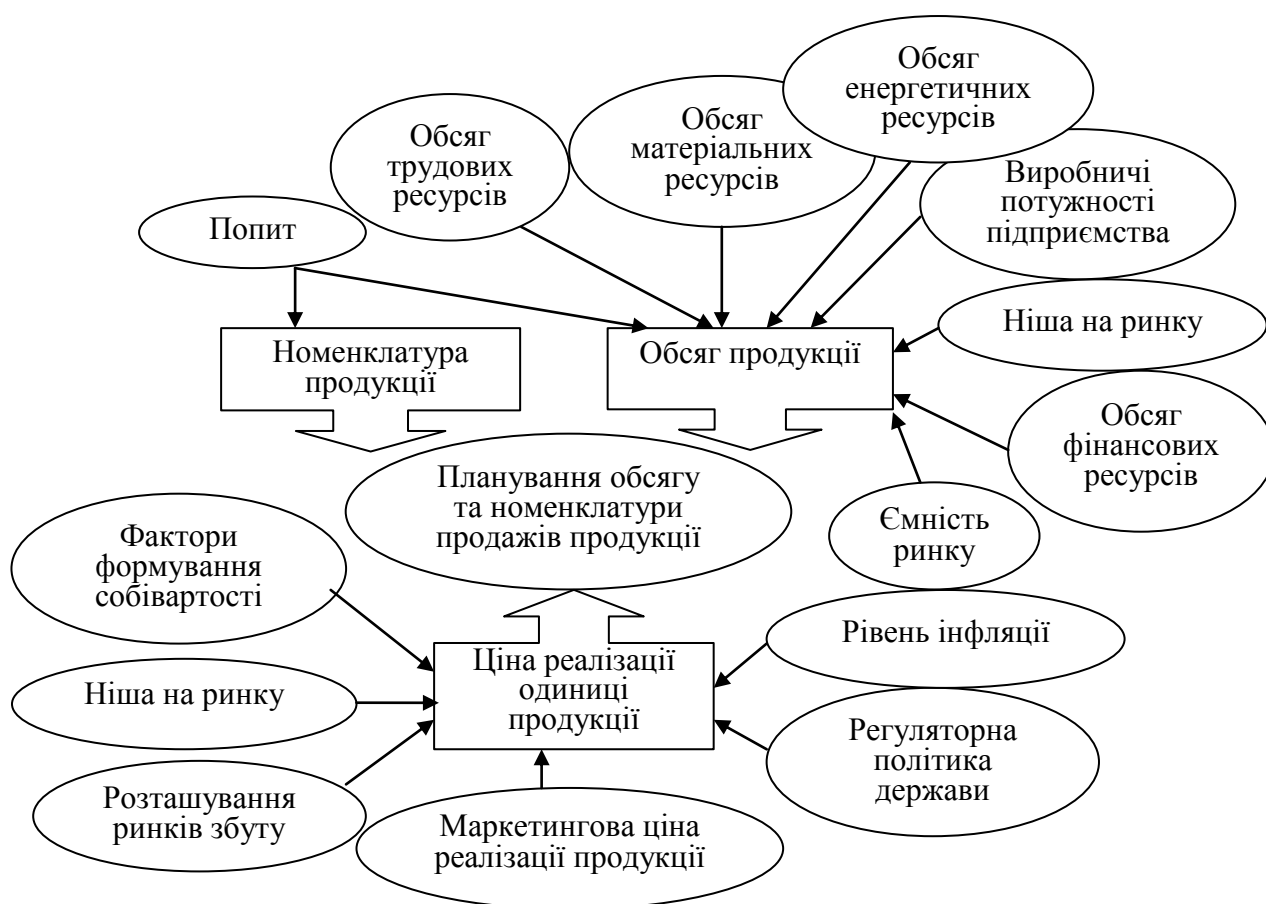 Обсяг
енергетичних
ресурсів
Обсяг
трудових
ресурсів
Обсяг
матеріальних
ресурсів
Виробничі
потужності
підприємства
Попит
Ніша на ринку
Номенклатура
продукції
Обсяг продукції
Обсяг
фінансових
ресурсів
Планування обсягу
та номенклатури
продажів продукції
Ємність
ринку
Фактори
формування
собівартості
Рівень інфляції
Ціна реалізації
одиниці
продукції
Ніша на ринку
Регуляторна
політика
держави
Розташування
ринків збуту
Маркетингова ціна
реалізації продукції